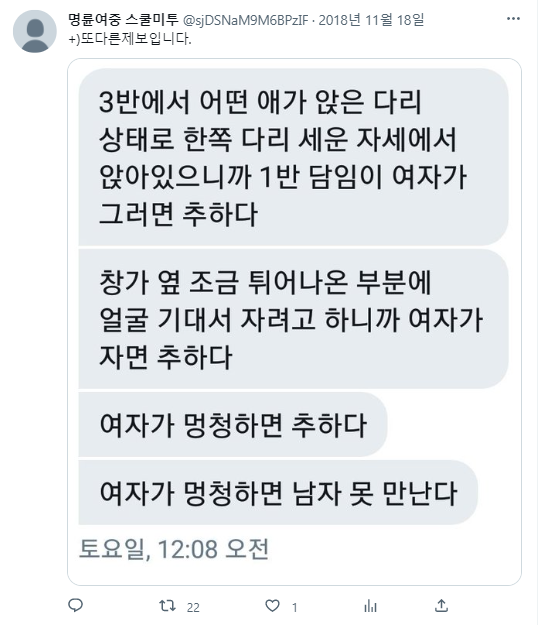 명륜여중 스쿨미투 @sjDSNaM9M6BPzIF · 2018년 11월 18일
+)또다른제보입니다.
3반에서 어떤 애가 앉은 다리
상태로 한쪽 다리 세운 자세에서
앉아있으니까 1반 담임이 여자가
그러면 추하다
창가 옆 조금 튀어나온 부분에
얼굴 기대서 자려고 하니까 여자가
자면 추하다
여자가 멍청하면 추하다
여자가 멍청하면 남자 못 만난다
토요일, 12:08 오전
22
1